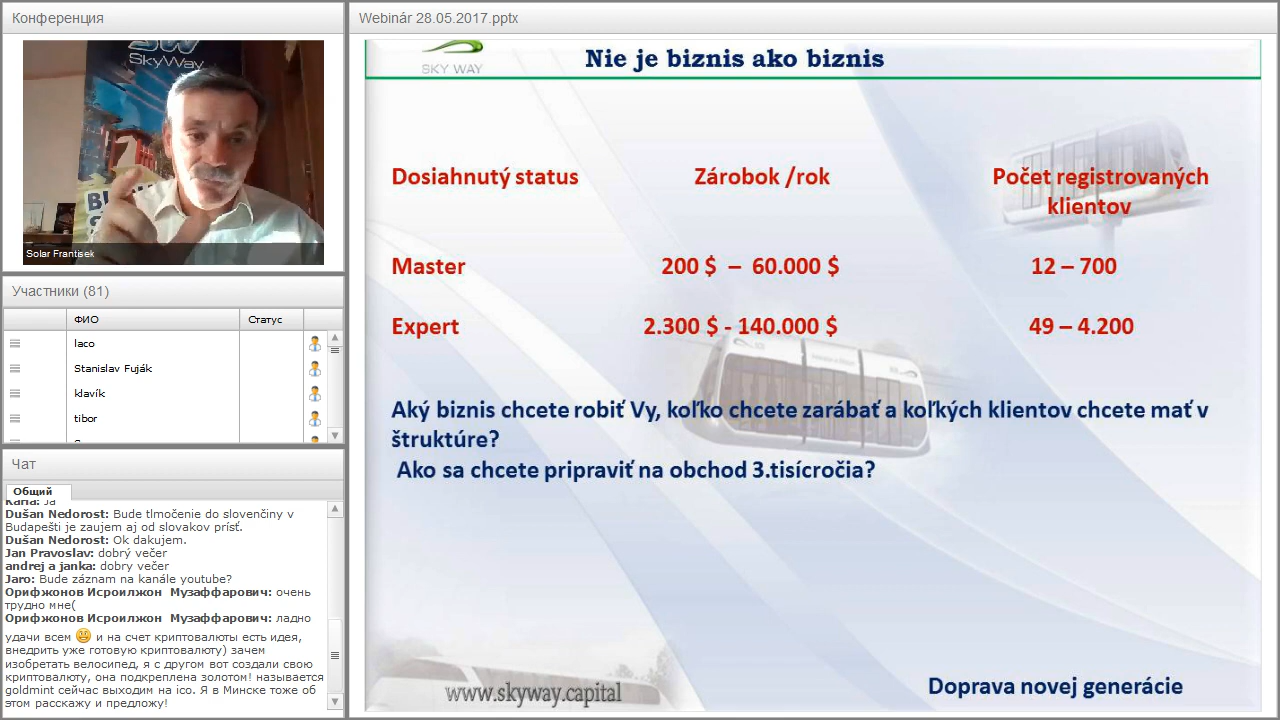 Конференция
SkyWay
Solar Frantisek
Участники (81)
ФИО
Статус
laco
Stanislav Fuják
klavík
tibor
Чат
Общий
Dušan Nedorost: Bude tlmočenie do slovenčiny v
Budapešti je zaujem aj od slovakov prísť.
Dušan Nedorost: Ok dakujem.
Jan Pravoslav: dobrý večer
andrej a janka: dobry večer
Jaro: Bude záznam na kanále youtube?
Орифжонов Исроилжон Музаффарович: очень
трудно мне(
Орифжонов Исроилжон Музаффарович: ладно
удачи всем и на счет криптовалюты есть идея,
внедрить уже готовую криптовалюту) зачем
изобретать велосипед, я с другом вот создали свою
криптовалюту, она подкреплена золотом! называется
goldmint сейчас выходим на ico. Я в Минске тоже об
этом расскажу и предложу!
Webinár 28.05.2017.pptx
SKY WAY
Nie je biznis ako biznis
Dosiahnutý status Zárobok /rok Počet registrovaných
klientov
Master 200 $ – 60.000 $ 12 – 700
Expert 2.300 $ - 140.000 $ 49 – 4.200
Aký biznis chcete robiť Vy, koľko chcete zarábať a koľkých klientov chcete mať v
štruktúre?
Ako sa chcete pripraviť na obchod 3.tisícročia?
www.skyway.capital
Doprava novej generácie